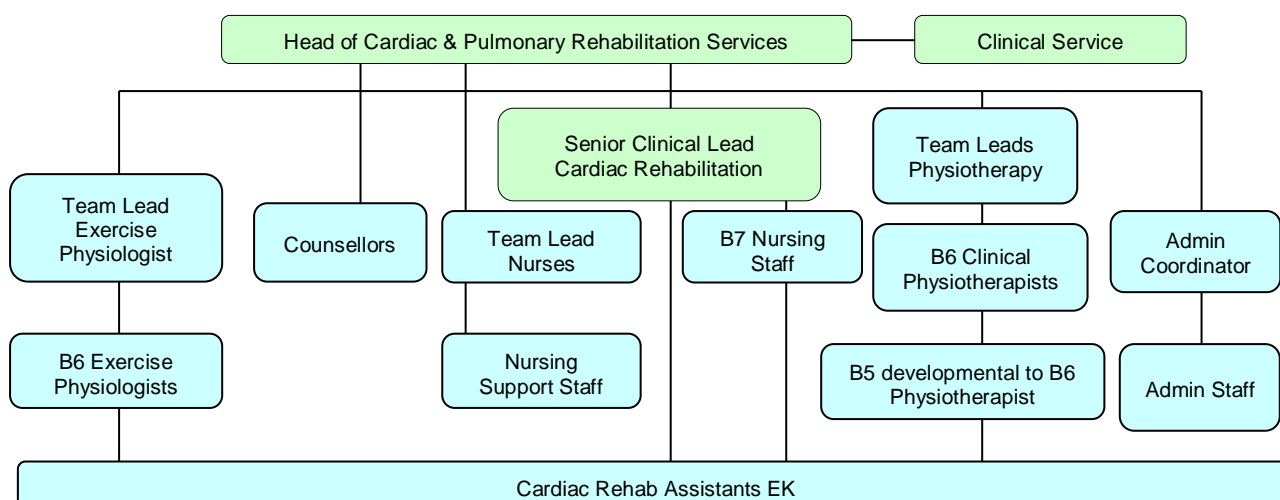 Head of Cardiac & Pulmonary Rehabilitation Services
Clinical Service
Senior Clinical Lead
Cardiac Rehabilitation
Team Leads
Physiotherapy
Team Lead
Exercise
Physiologist
Counsellors
Team Lead
Nurses
B7 Nursing
Staff
B6 Clinical
Physiotherapists
Admin
Coordinator
B6 Exercise
Physiologists
Nursing
Support Staff
B5 developmental to B6
Physiotherapist
Admin Staff
Cardiac Rehab Assistants EK